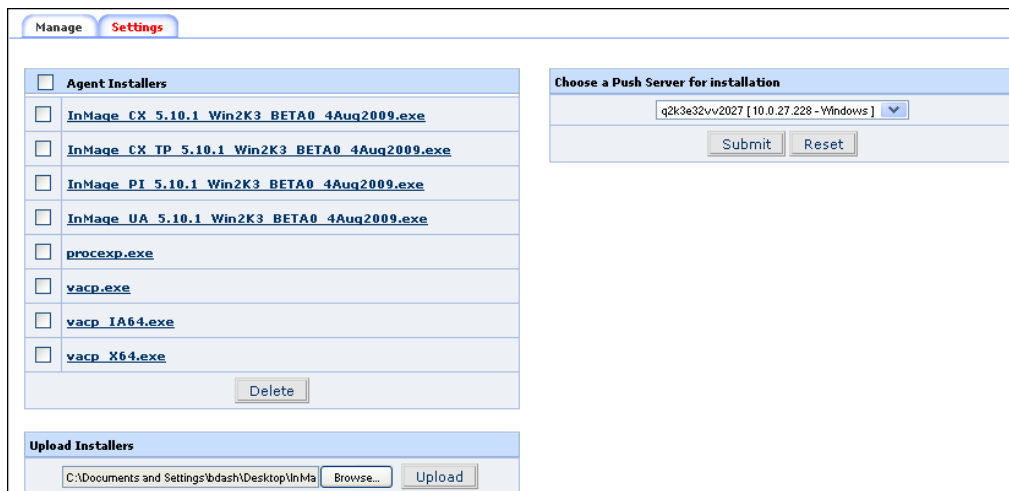 Manage
Settings
Agent Installers
InMage_CX_5.10.1_Win2K3_BETA0_4Aug2009.exe
InMage_CX_TP_5.10.1_Win2K3_BETA0_4Aug2009.exe
InMage_PI_5.10.1_Win2K3_BETA0_4Aug2009.exe
InMage_UA_5.10.1_Win2K3_BETA0_4Aug2009.exe
procexp.exe
vacp.exe
vacp_IA64.exe
vacp_X64.exe
Delete
Upload Installers
C:\Documents and Settings\bdash\Desktop\InMa
Browse...
Upload
Choose a Push Server for installation
q2k3e32vv2027 [ 10.0.27.228 - Windows ]
Submit
Reset